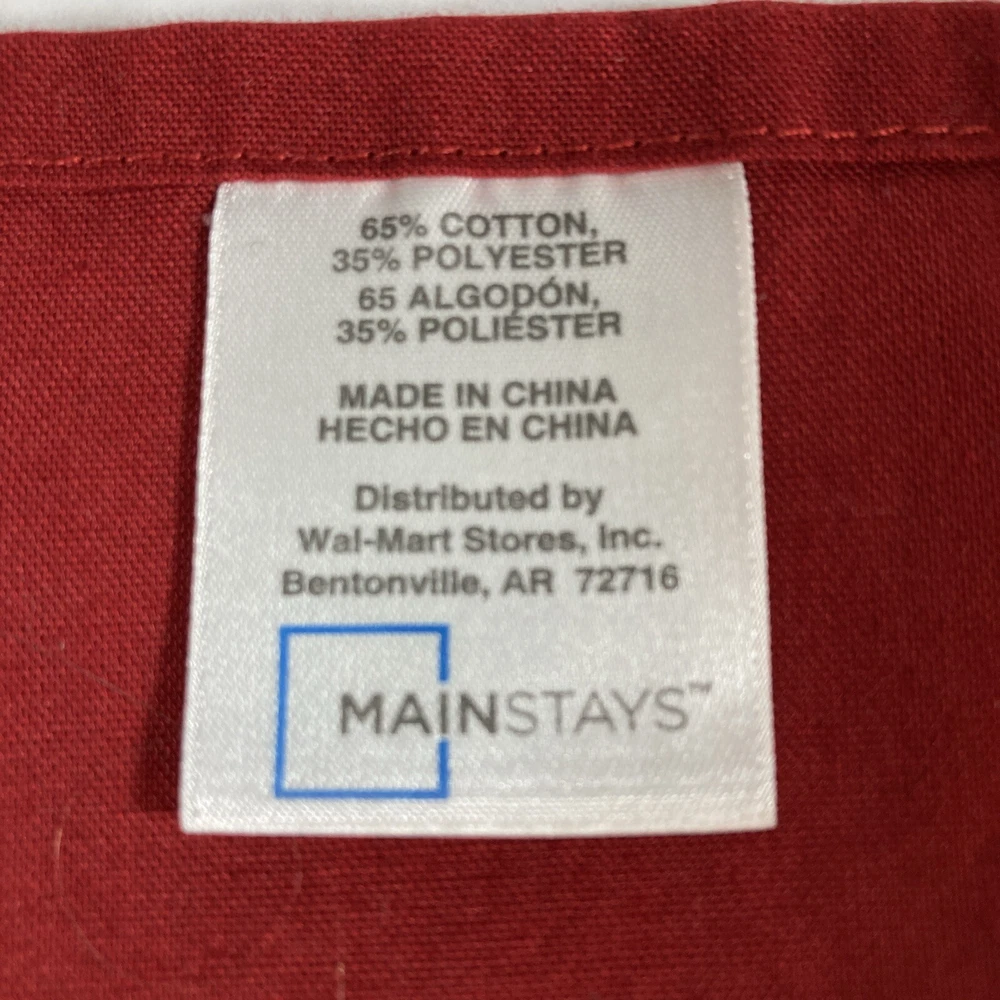 65% COTTON,
35% POLYESTER
65 ALGODÓN,
35% POLIÉSTER
MADE IN CHINA
HECHO EN CHINA
Distributed by
Wal-Mart Stores, Inc.
Bentonville, AR 72716
MAINSTAYS™